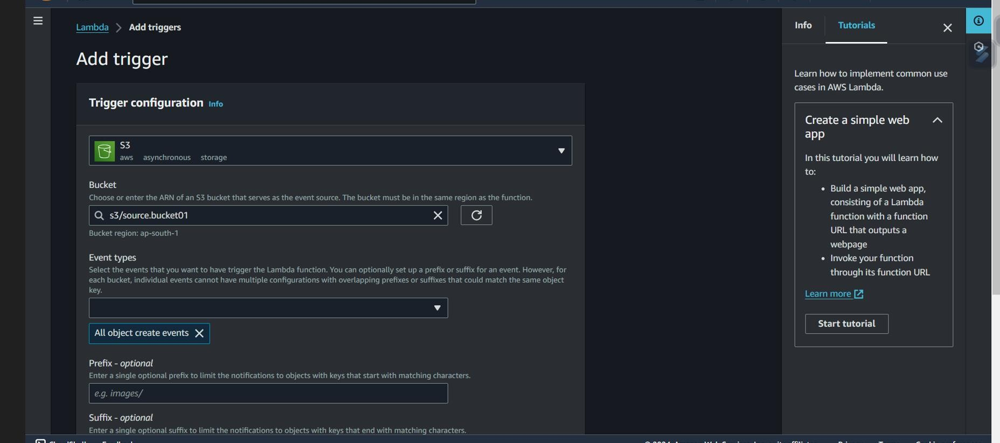 Lambda > Add triggers
Add trigger
Trigger configuration Info
S3
aws asynchronous storage
Bucket
Choose or enter the ARN of an S3 bucket that serves as the event source. The bucket must be in the same region as the function.
s3/source.bucket01
Bucket region: ap-south-1
Event types
Select the events that you want to have trigger the Lambda function. You can optionally set up a prefix or suffix for an event. However, for
each bucket, individual events cannot have multiple configurations with overlapping prefixes or suffixes that could match the same object
key.
All object create events
Prefix - optional
Enter a single optional prefix to limit the notifications to objects with keys that start with matching characters.
e.g. images/
Suffix - optional
Enter a single optional suffix to limit the notifications to objects with keys that end with matching characters.
Info Tutorials
Learn how to implement common use
cases in AWS Lambda.
Create a simple web
app
In this tutorial you will learn how
to:
• Build a simple web app,
consisting of a Lambda
function with a function
URL that outputs a
webpage
• Invoke your function
through its function URL
Learn more
Start tutorial